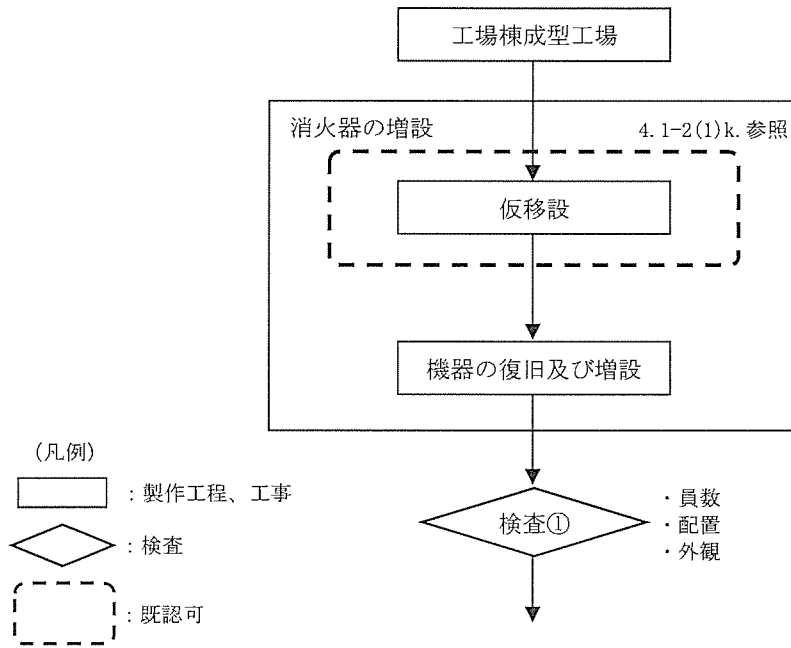 工場棟成型工場
消火器の増設
4.1-2(1)k.参照
仮移設
機器の復旧及び増設
検査①
・員数
・配置
・外観
(凡例)
：製作工程、工事
：検査
：既認可